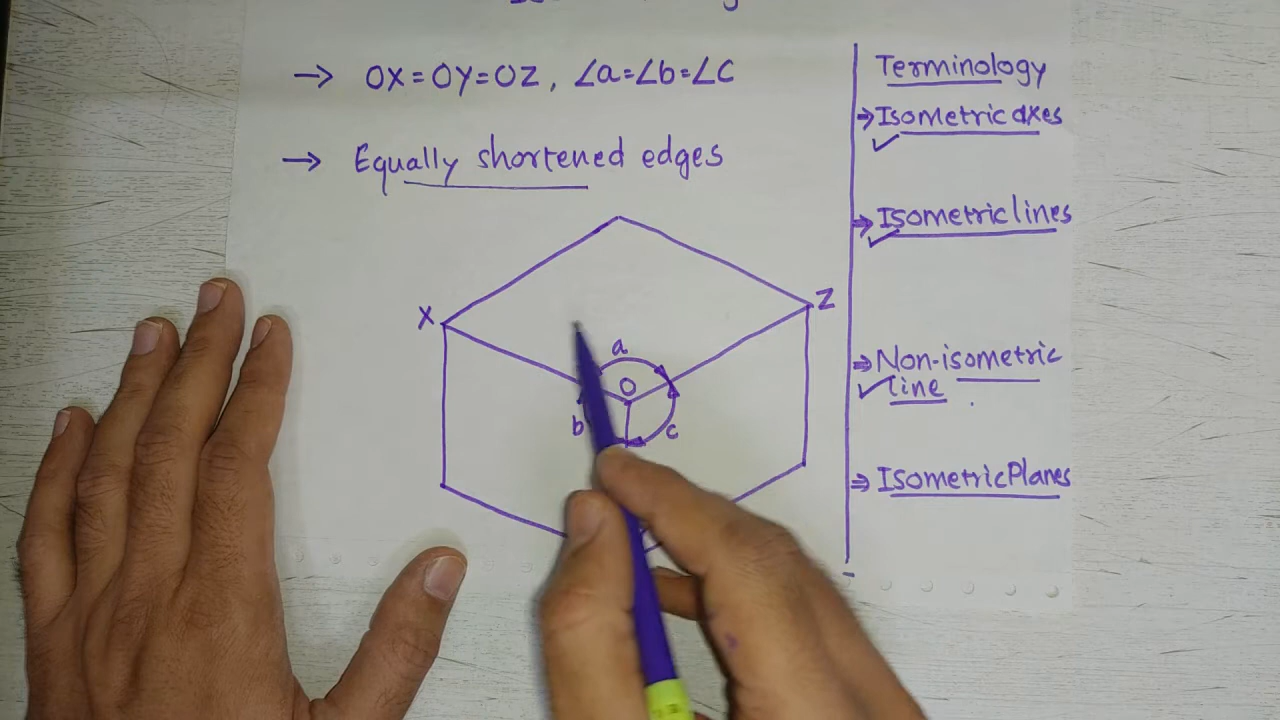 → OX=OY=OZ, ∠a=∠b=∠C
→ Equally shortened edges
X
Z
a
O
b
c
Terminology
⇒ Isometric axes
⇒ Isometric lines
⇒ Non-isometric
line
⇒ Isometric Planes